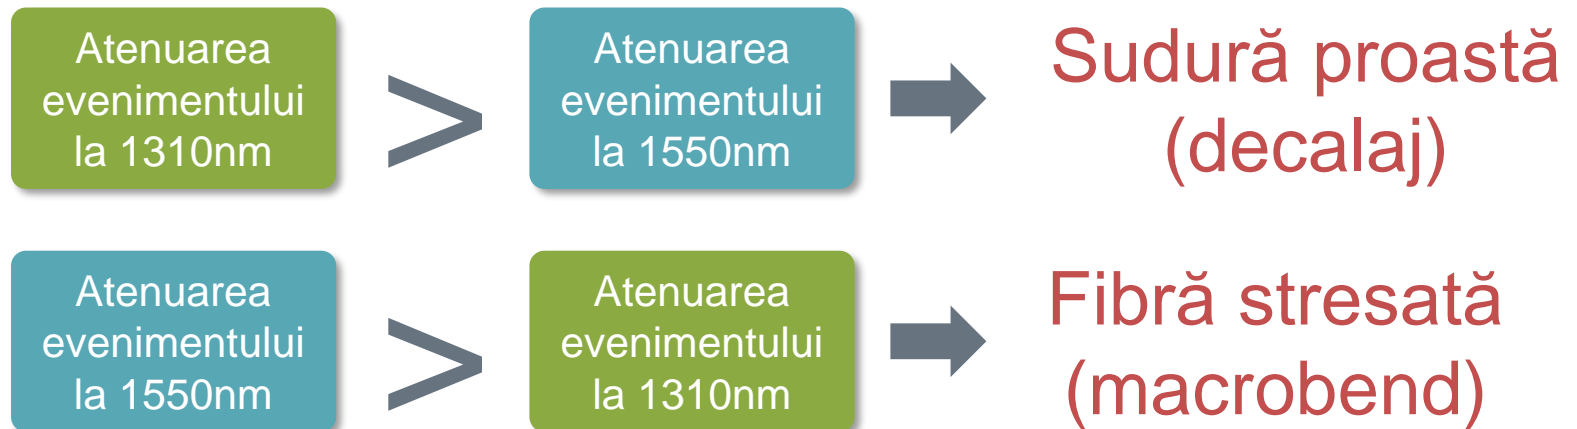 Atenuarea
evenimentului
la 1310nm
>
Atenuarea
evenimentului
la 1550nm
Sudură proastă
(decalaj)
Atenuarea
evenimentului
la 1550nm
>
Atenuarea
evenimentului
la 1310nm
Fibră stresată
(macrobend)